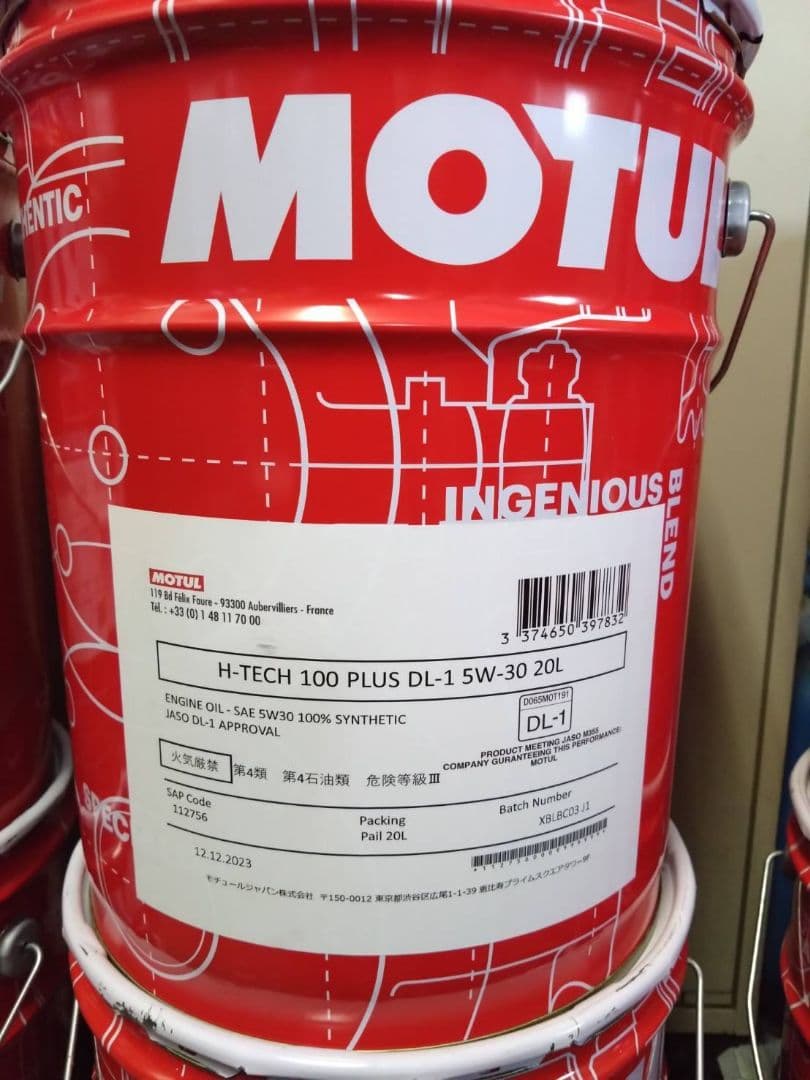 MOTUL
INGENIOUS
BLEND
MOTUL
119 Bd Félix Faure - 93300 Aubervilliers - France
Tél. : +33 (0) 1 48 11 70 00
3 374650 397832
H-TECH 100 PLUS DL-1 5W-30 20L
ENGINE OIL - SAE 5W30 100% SYNTHETIC
JASO DL-1 APPROVAL
D065MOT191
DL-1
PRODUCT MEETING JASO M355
COMPANY GURANTEEING THIS PERFORMANCE:
MOTUL
火気厳禁 第4類 第4石油類 危険等級Ⅲ
SAP Code
112756
Packing
Pail 20L
Batch Number
XBLBC03 J1
12.12.2023
モチュールジャパン株式会社 〒150-0012 東京都渋谷区広尾1-1-39 恵比寿プライムスクエアタワー9F